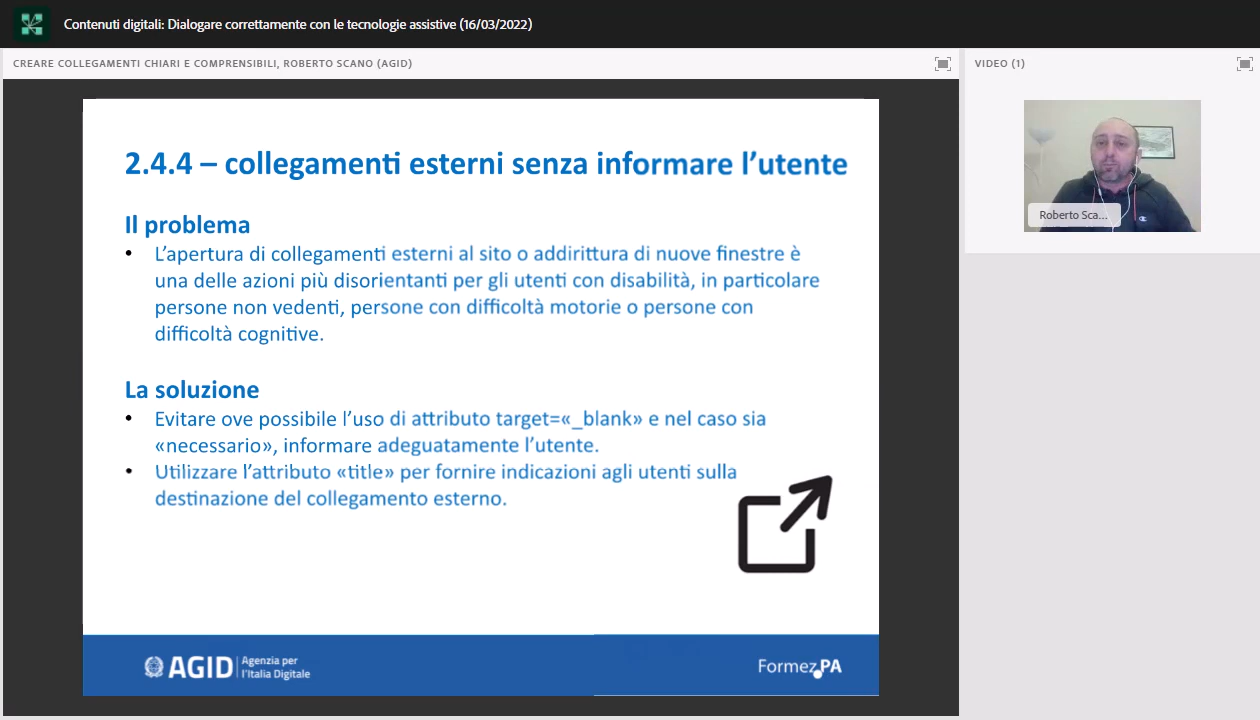 Contenuti digitali: Dialogare correttamente con le tecnologie assistive (16/03/2022)
CREARE COLLEGAMENTI CHIARI E COMPRENSIBILI, ROBERTO SCANO (AGID)
VIDEO (1)
2.4.4 – collegamenti esterni senza informare l’utente
Il problema
• L’apertura di collegamenti esterni al sito o addirittura di nuove finestre è
una delle azioni più disorientanti per gli utenti con disabilità, in particolare
persone non vedenti, persone con difficoltà motorie o persone con
difficoltà cognitive.
La soluzione
• Evitare ove possibile l’uso di attributo target=«_blank» e nel caso sia
«necessario», informare adeguatamente l’utente.
• Utilizzare l’attributo «title» per fornire indicazioni agli utenti sulla
destinazione del collegamento esterno.
Roberto Sca...
AGID
Agenzia per
l’Italia Digitale
Formez PA